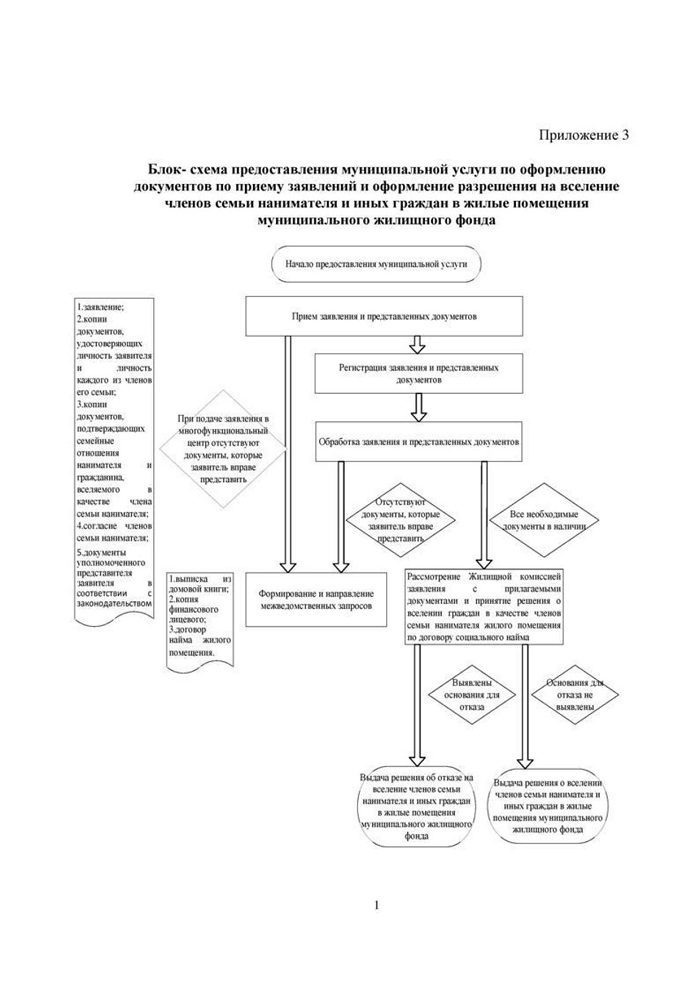 Приложение 3
Блок- схема предоставления муниципальной услуги по оформлению
документов по приему заявлений и оформление разрешения на вселение
членов семьи нанимателя и иных граждан в жилые помещения
муниципального жилищного фонда
Начало предоставления муниципальной услуги
1.заявление;
2.копии
документов,
удостоверяющих
личность заявителя
и личность
каждого из членов
его семьи;
3.копии
документов,
подтверждающих
семейные
отношения
нанимателя и
гражданина,
вселяемого в
качестве члена
семьи нанимателя;
4.согласие членов
семьи нанимателя;
5.документы
уполномоченного
представителя
заявителя в
соответствии с
законодательством
Прием заявления и представленных документов
Регистрация заявления и представленных
документов
При подаче заявления в
многофункциональный
центр отсутствуют
документы, которые
заявитель вправе
представить
Обработка заявления и представленных документов
Отсутствуют
документы, которые
заявитель вправе
представить
Все необходимые
документы в наличии
1.выписка из
домовой книги;
2.копия
финансового
лицевого;
3.договор
найма жилого
помещения.
Формирование и направление
межведомственных запросов
Рассмотрение Жилищной комиссией
заявления с прилагаемыми
документами и принятие решения о
вселении граждан в качестве членов
семьи нанимателя жилого помещения
по договору социального найма
Выявлены
основания для
отказа
Основания для
отказа не
выявлены
Выдача решения об отказе на
вселение членов семьи
нанимателя и иных граждан
в жилые помещения
муниципального жилищного
фонда
Выдача решения о вселении
членов семьи нанимателя и
иных граждан в жилые
помещения муниципального
жилищного фонда
1